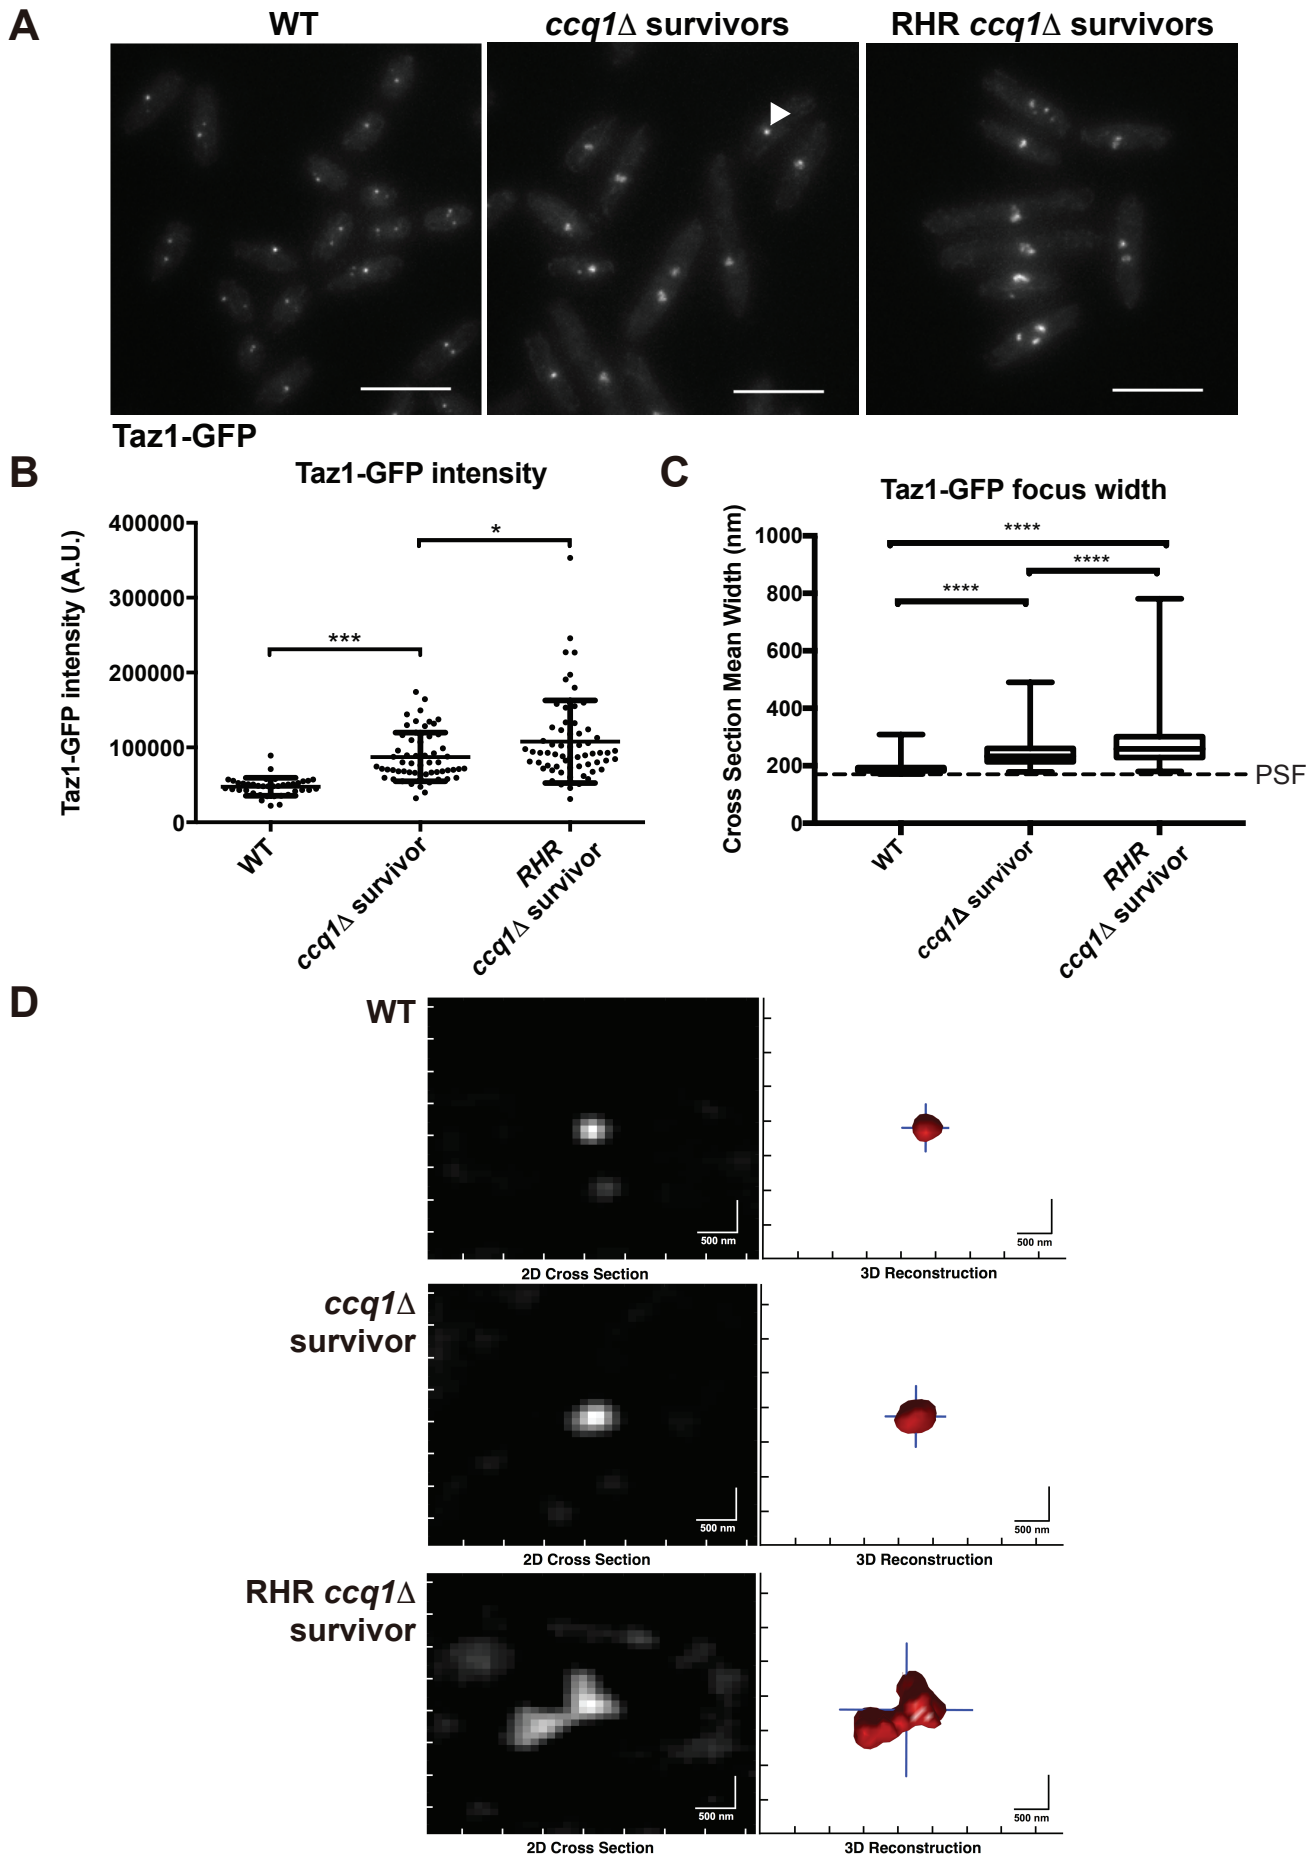 A
WT
ccq1Δ survivors
RHR ccq1Δ survivors
Taz1-GFP
B
Taz1-GFP intensity
Taz1-GFP intensity (A.U.)
400000
300000
200000
100000
0
***
*
WT
ccq1Δ survivor
RHR
ccq1Δ survivor
C
Taz1-GFP focus width
Cross Section Mean Width (nm)
1000
800
600
400
200
0
****
****
****
PSF
WT
ccq1Δ survivor
RHR
ccq1Δ survivor
D
WT
500 nm
500 nm
2D Cross Section
3D Reconstruction
ccq1Δ
survivor
500 nm
500 nm
2D Cross Section
3D Reconstruction
RHR ccq1Δ
survivor
500 nm
500 nm
2D Cross Section
3D Reconstruction